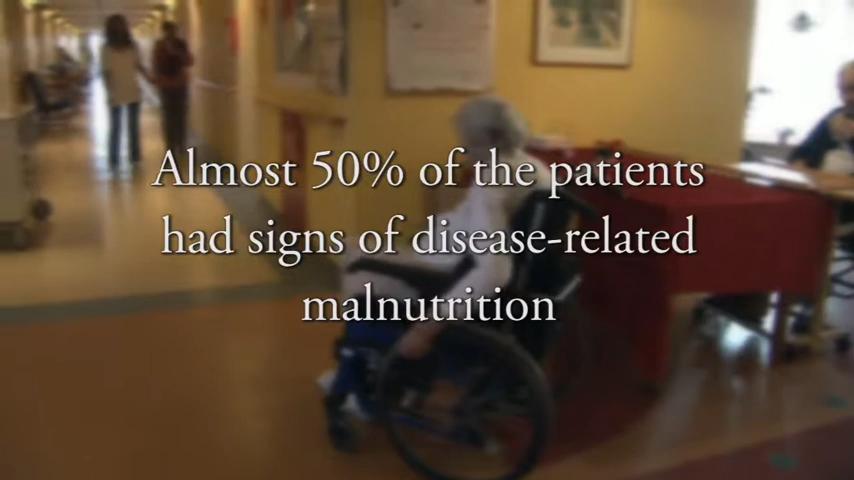 Almost 50% of the patients
had signs of disease-related
malnutrition